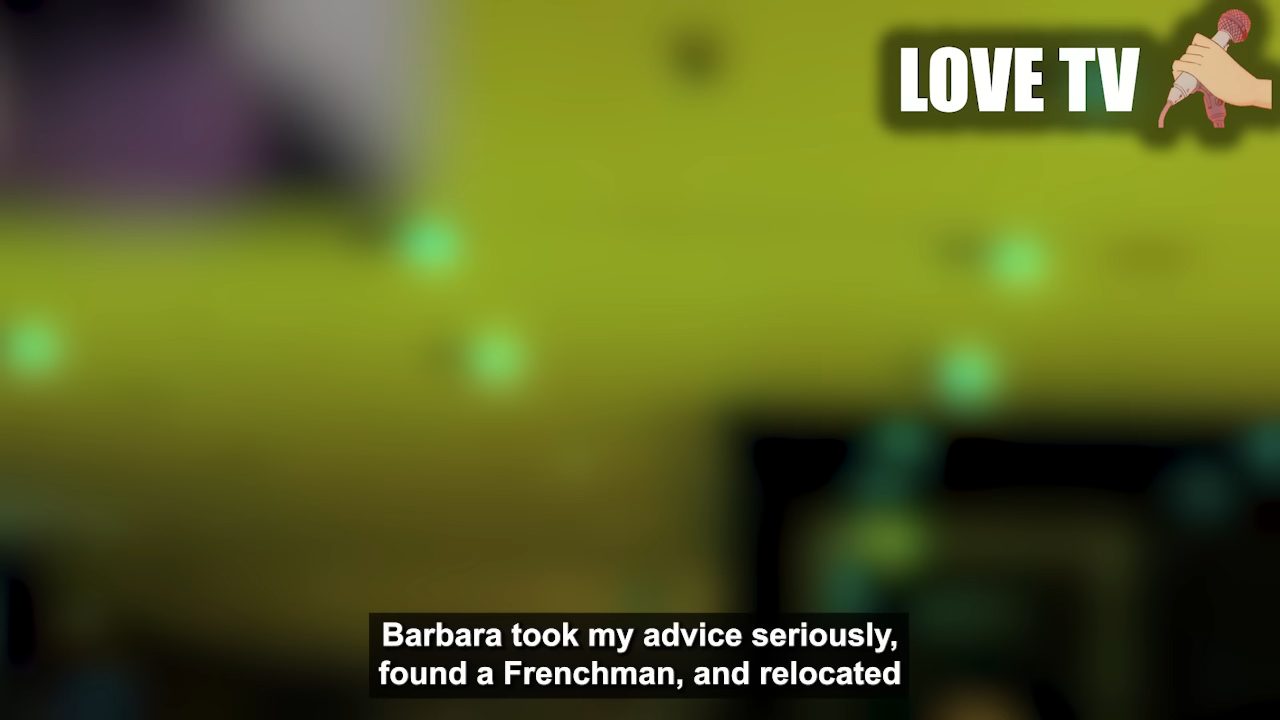 LOVE TV
Barbara took my advice seriously,
found a Frenchman, and relocated